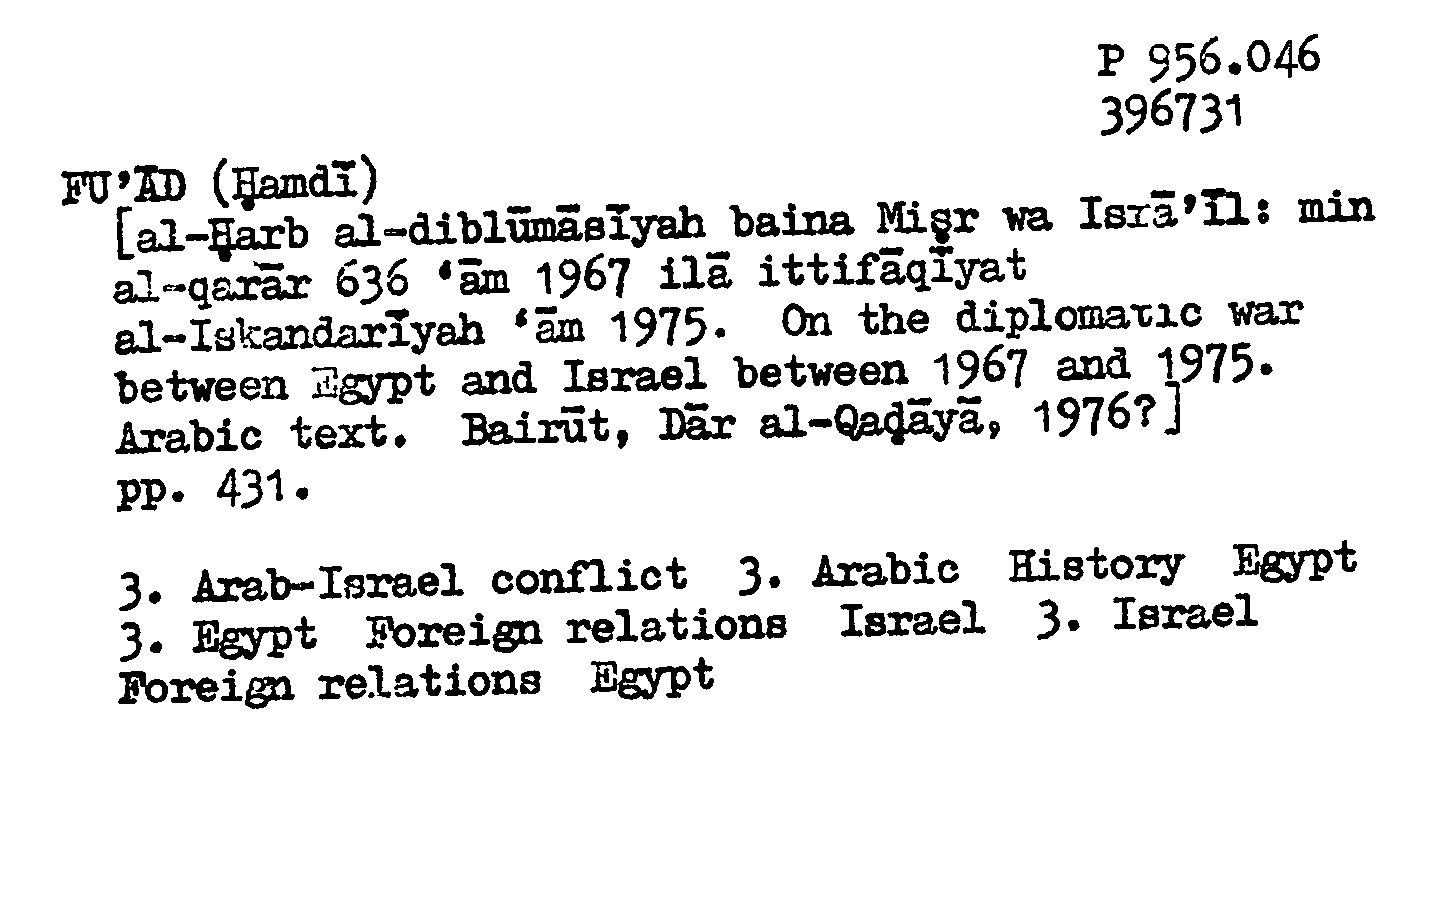 P 956.046
396731
FU’ĀD (Ḥamdī)
[al-Ḥarb al-diblūmāsīyah baina Miṣr wa Isrā’īl: min
al-qarār 636 ‘ām 1967 ilā ittifāqīyat
al-Iskandarīyah ‘ām 1975. On the diplomatic war
between Egypt and Israel between 1967 and 1975.
Arabic text. Bairūt, Dār al-Qaḍāyā, 1976?]
pp. 431.
3. Arab-Israel conflict 3. Arabic History Egypt
3. Egypt Foreign relations Israel 3. Israel
Foreign relations Egypt